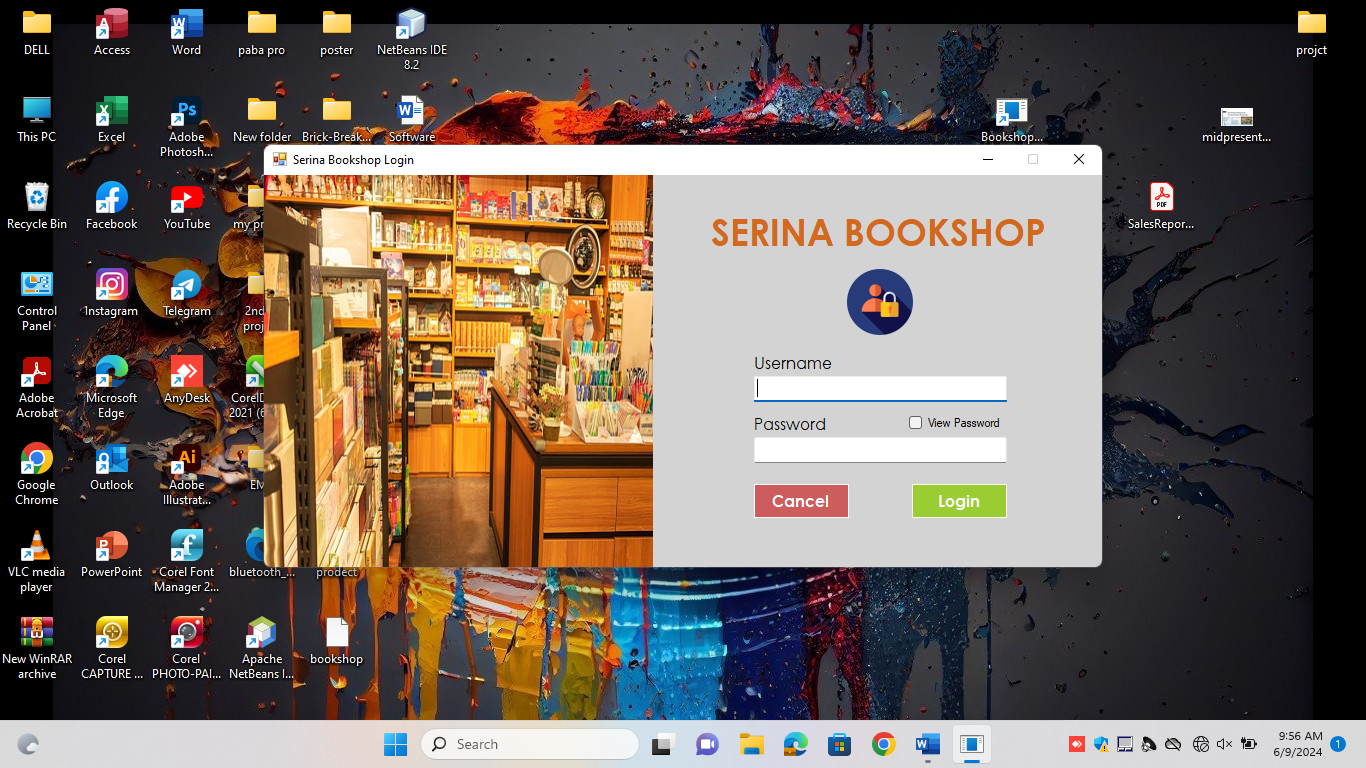 DELL
Access
Word
paba pro
poster
NetBeans IDE
8.2
projct
This PC
Excel
Adobe
Photosh...
New folder
Brick-Break...
Software
Bookshop...
midpresent...
Serina Bookshop Login
Recycle Bin
Facebook
YouTube
my pr
PDF
SalesRepor...
SERINA BOOKSHOP
Control
Panel
Instagram
Telegram
2nd
proj
Username
Adobe
Acrobat
Microsoft
Edge
AnyDesk
CorelD
2021 (6
Password
View Password
Google
Chrome
Outlook
Adobe
Illustrat...
EM
Cancel
Login
VLC media
player
PowerPoint
Corel Font
Manager 2...
bluetooth_...
prodect
New WinRAR
archive
Corel
CAPTURE ...
Corel
PHOTO-PAI...
Apache
NetBeans I...
bookshop
Search
9:56 AM
6/9/2024
1